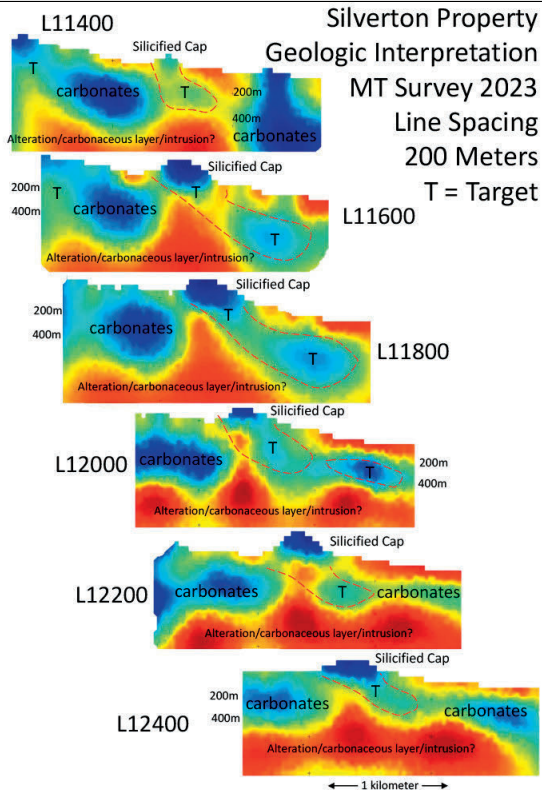 Silverton Property
Geologic Interpretation
MT Survey 2023
Line Spacing
200 Meters
T = Target
L11400
Silicified Cap
T
carbonates
T
200m
400m
carbonates
Alteration/carbonaceous layer/intrusion?
Silicified Cap
200m
T
T
400m
carbonates
L11600
T
Alteration/carbonaceous layer/intrusion?
Silicified Cap
200m
T
400m
carbonates
L11800
T
Alteration/carbonaceous layer/intrusion?
Silicified Cap
L12000
carbonates
T
T
200m
400m
Alteration/carbonaceous layer/intrusion?
Silicified Cap
L12200
carbonates
T
carbonates
Alteration/carbonaceous layer/intrusion?
Silicified Cap
200m
T
carbonates
400m
carbonates
L12400
Alteration/carbonaceous layer/intrusion?
1 kilometer